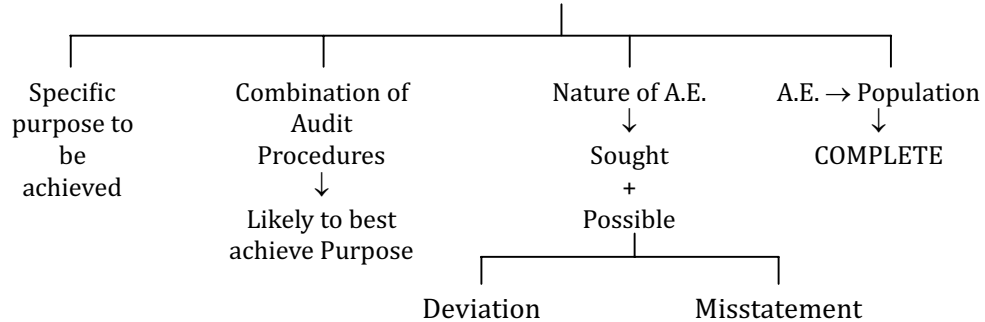 Specific
purpose to
be
achieved
Combination of
Audit
Procedures
↓
Likely to best
achieve Purpose
Nature of A.E.
↓
Sought
+
Possible
Deviation
Misstatement
A.E. → Population
↓
COMPLETE